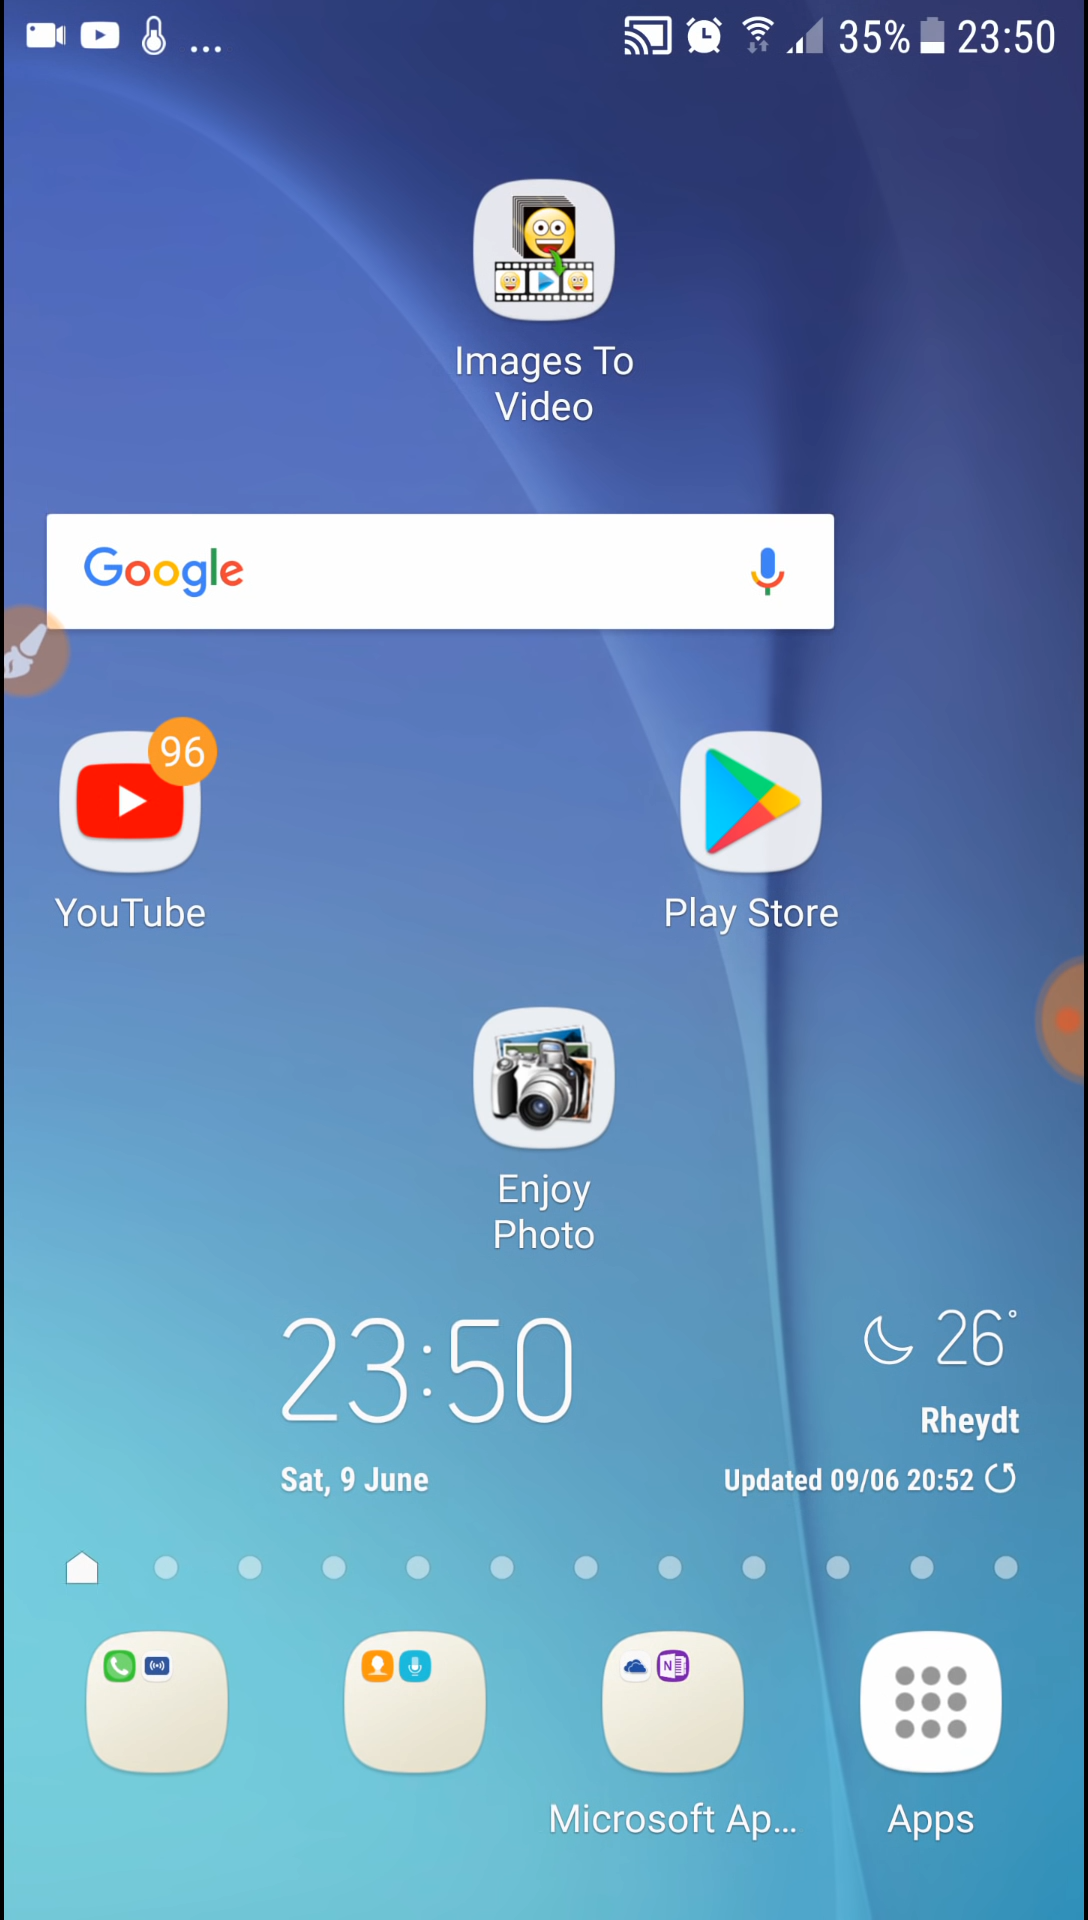 35% 23:50
Images To
Video
Google
96
YouTube
Play Store
Enjoy
Photo
23:50
26°
Rheydt
Sat, 9 June
Updated 09/06 20:52
N
Microsoft Ap...
Apps